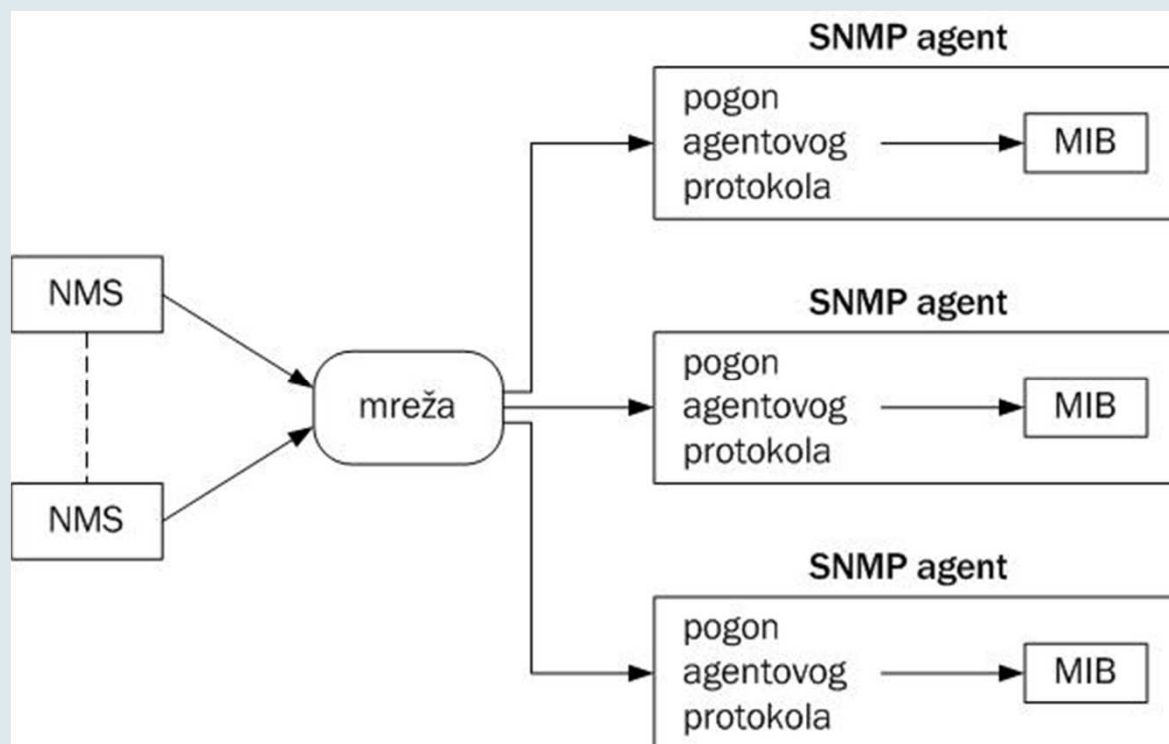 SNMP agent
pogon
agentovog
protokola
MIB
NMS
mreža
NMS
SNMP agent
pogon
agentovog
protokola
MIB
SNMP agent
pogon
agentovog
protokola
MIB